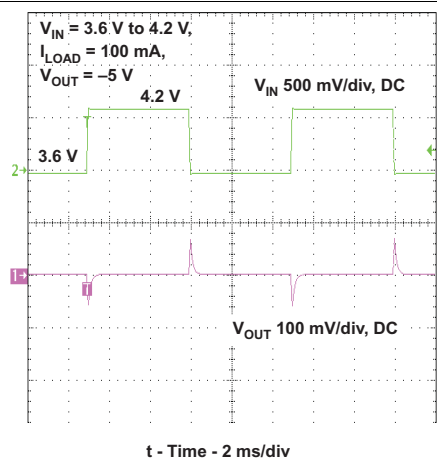 V_IN = 3.6 V to 4.2 V,
I_LOAD = 100 mA,
V_OUT = –5 V
V_IN 500 mV/div, DC
4.2 V
3.6 V
2
1
T
V_OUT 100 mV/div, DC
t - Time - 2 ms/div